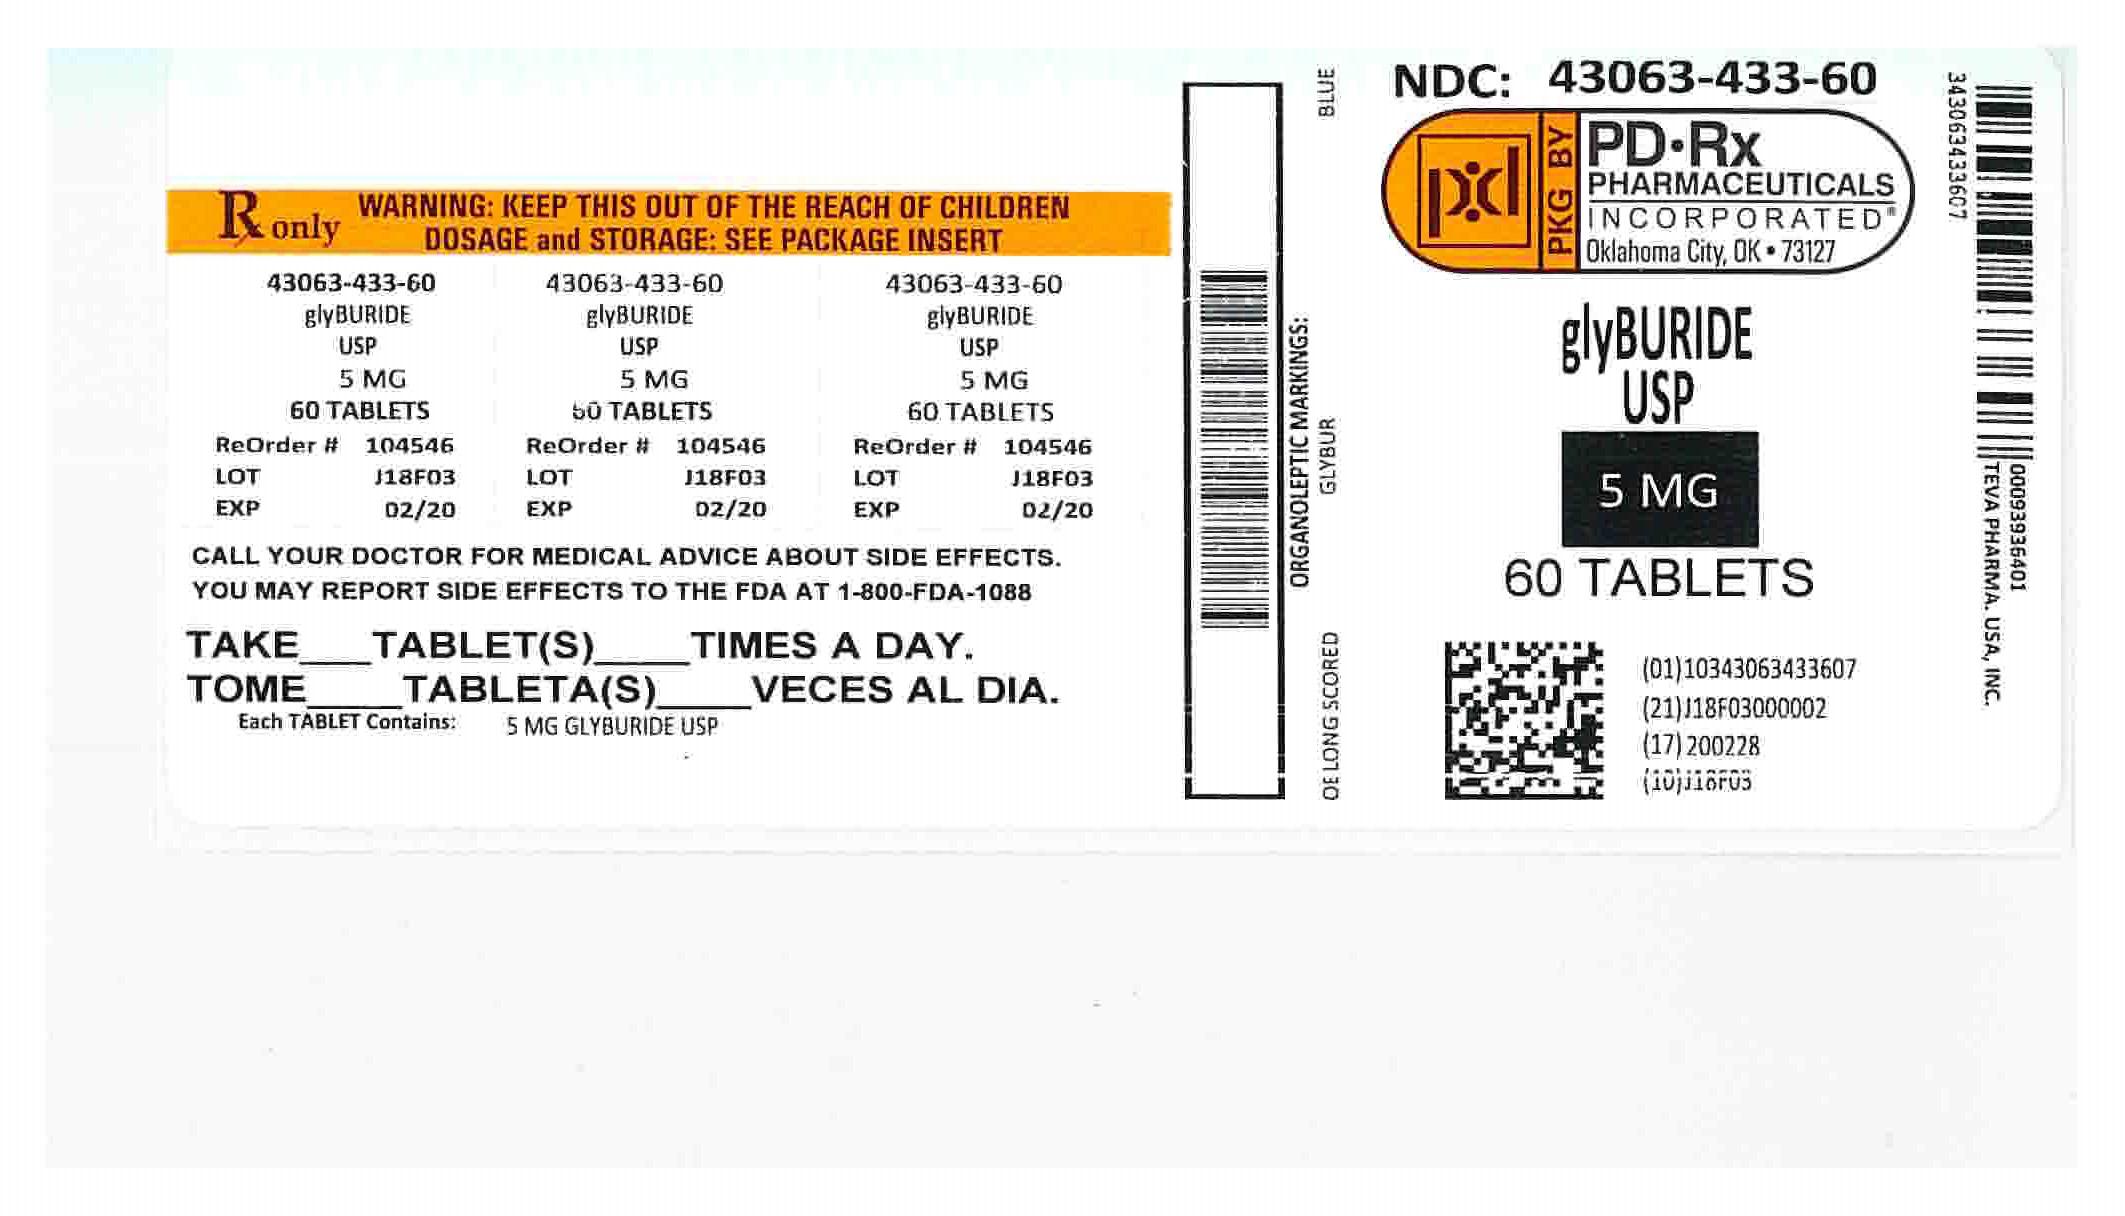 Rx only
WARNING: KEEP THIS OUT OF THE REACH OF CHILDREN
DOSAGE and STORAGE: SEE PACKAGE INSERT
43063-433-60
glyBURIDE
USP
5 MG
60 TABLETS
ReOrder # 104546
LOT J18F03
EXP 02/20
43063-433-60
glyBURIDE
USP
5 MG
60 TABLETS
ReOrder # 104546
LOT J18F03
EXP 02/20
43063-433-60
glyBURIDE
USP
5 MG
60 TABLETS
ReOrder # 104546
LOT J18F03
EXP 02/20
CALL YOUR DOCTOR FOR MEDICAL ADVICE ABOUT SIDE EFFECTS.
YOU MAY REPORT SIDE EFFECTS TO THE FDA AT 1-800-FDA-1088
TAKE___TABLET(S)____TIMES A DAY.
TOME____TABLETA(S)____VECES AL DIA.
Each TABLET Contains: 5 MG GLYBURIDE USP
ORGANOLEPTIC MARKINGS:
OE LONG SCORED GLYBUR BLUE
NDC: 43063-433-60
PKG BY
PD•Rx
PHARMACEUTICALS
INCORPORATED®
Oklahoma City, OK • 73127
glyBURIDE
USP
5 MG
60 TABLETS
(01)10343063433607
(21)J18F03000002
(17)200228
(10)J18F03
343063433607
00093936401
TEVA PHARMA. USA, INC.